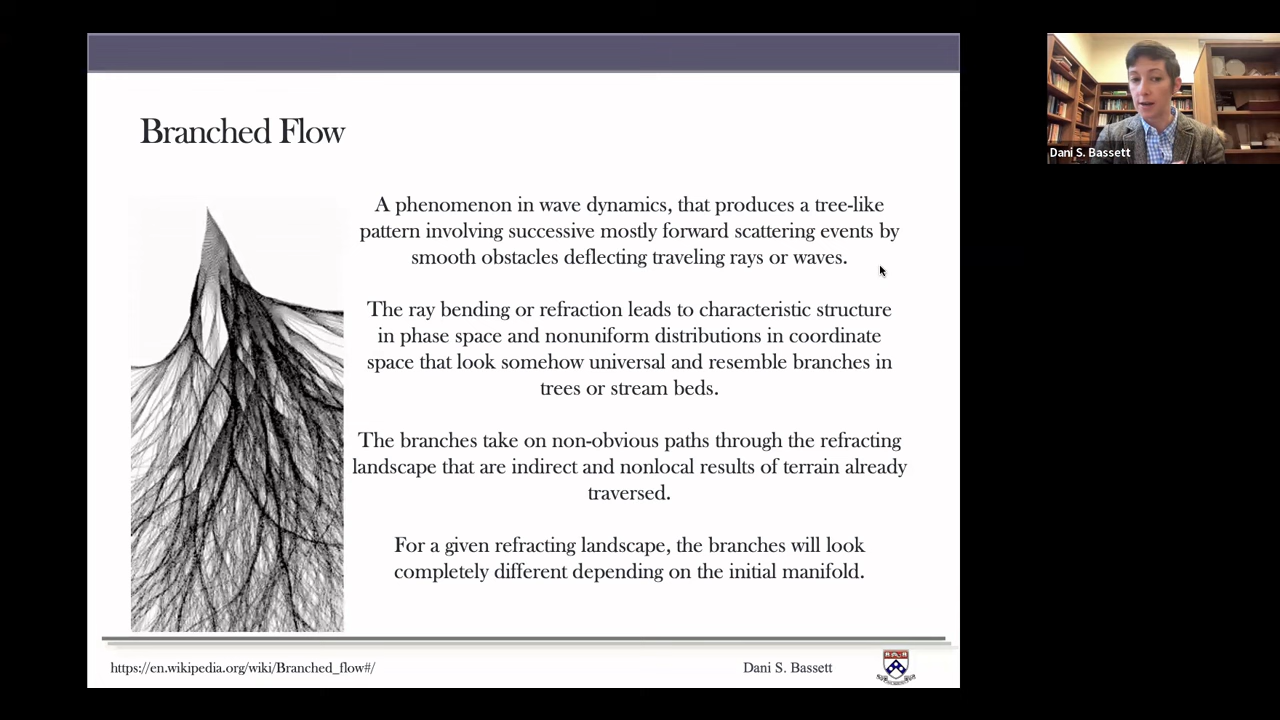 Branched Flow
A phenomenon in wave dynamics, that produces a tree-like
pattern involving successive mostly forward scattering events by
smooth obstacles deflecting traveling rays or waves.
The ray bending or refraction leads to characteristic structure
in phase space and nonuniform distributions in coordinate
space that look somehow universal and resemble branches in
trees or stream beds.
The branches take on non-obvious paths through the refracting
landscape that are indirect and nonlocal results of terrain already
traversed.
For a given refracting landscape, the branches will look
completely different depending on the initial manifold.
https://en.wikipedia.org/wiki/Branched_flow#/
Dani S. Bassett
Dani S. Bassett